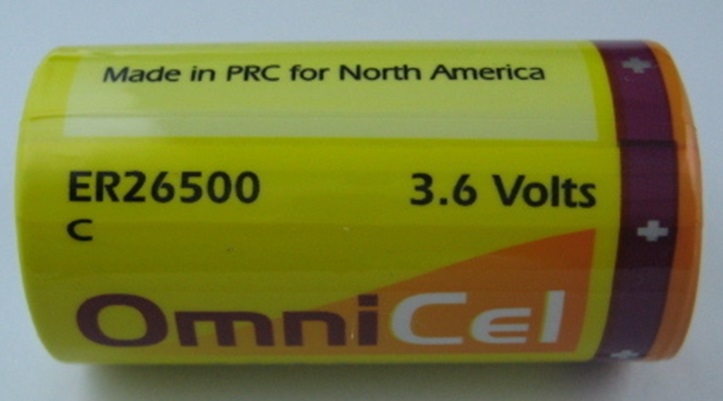 Made in PRC for North America
ER26500 3.6 Volts
C
OmniCel